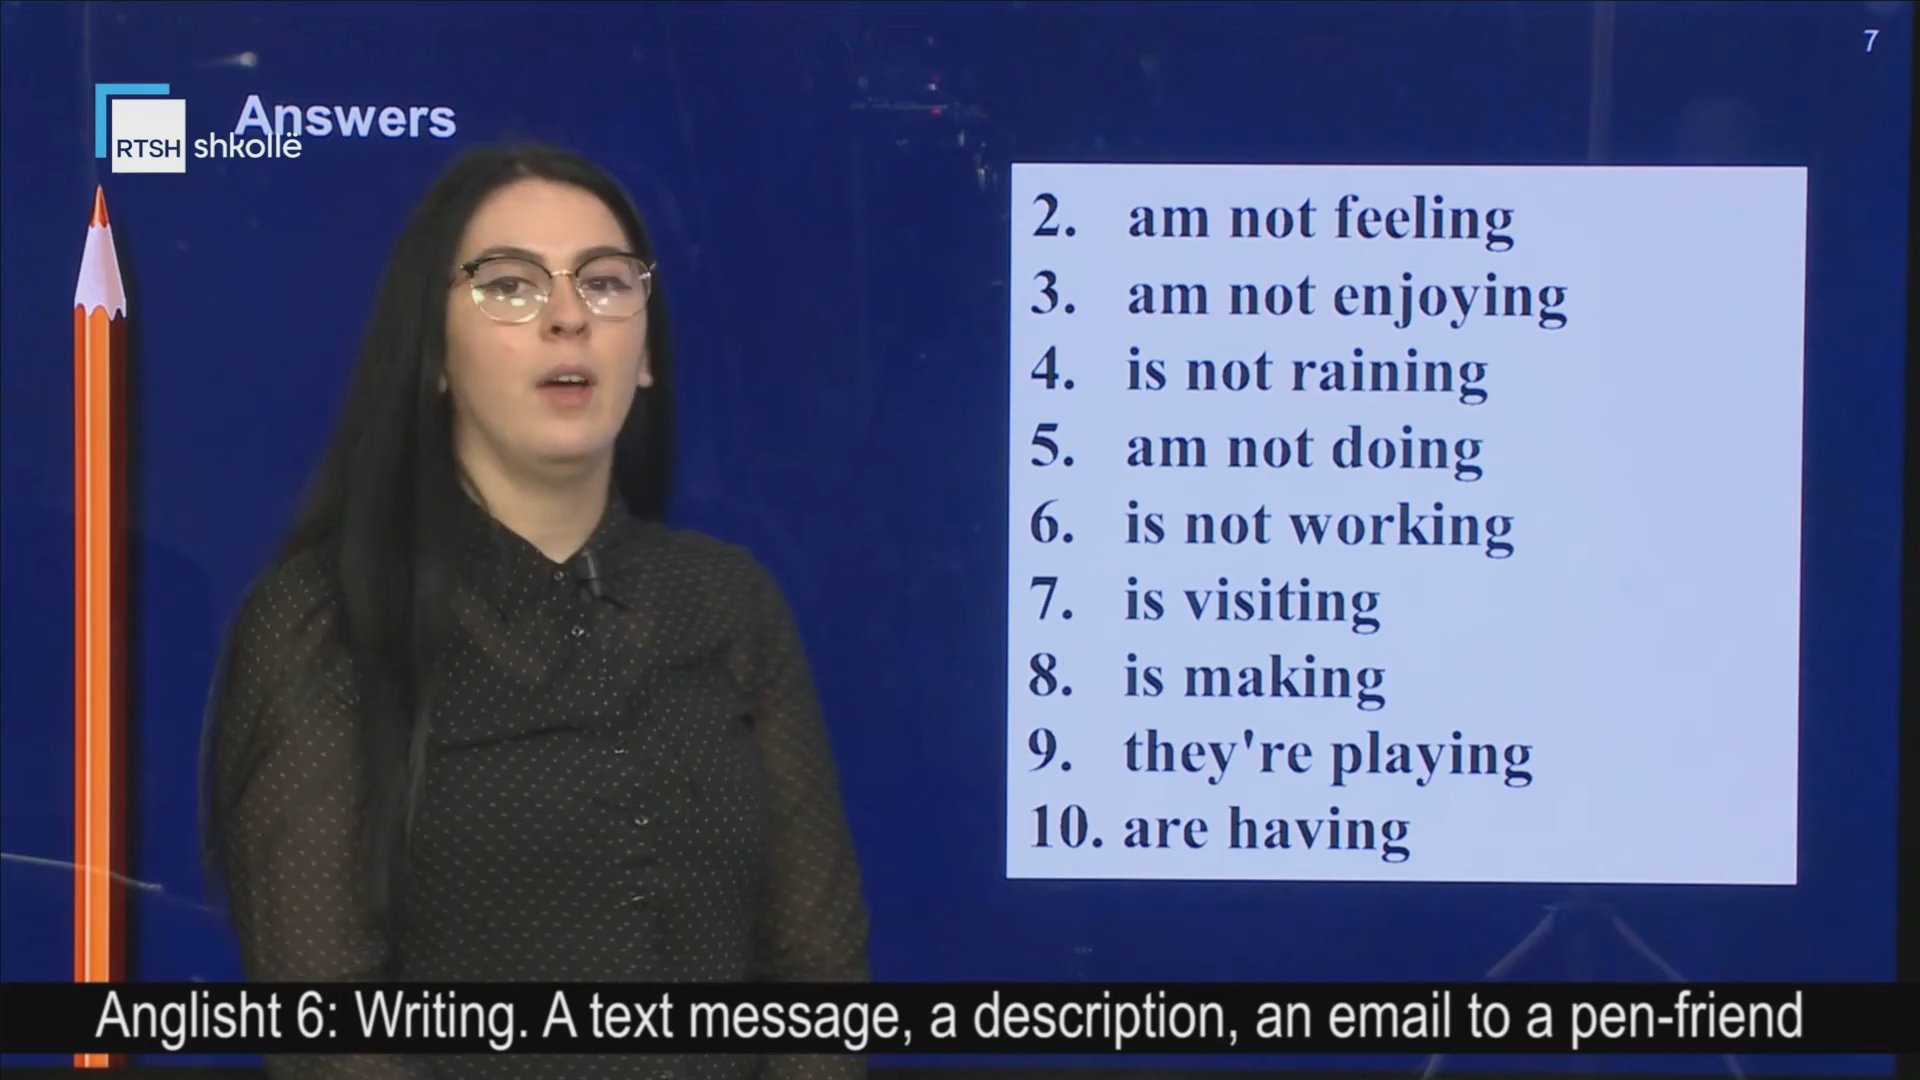 7
Answers
RTSH shkollë
2. am not feeling
3. am not enjoying
4. is not raining
5. am not doing
6. is not working
7. is visiting
8. is making
9. they're playing
10. are having
Anglisht 6: Writing. A text message, a description, an email to a pen-friend